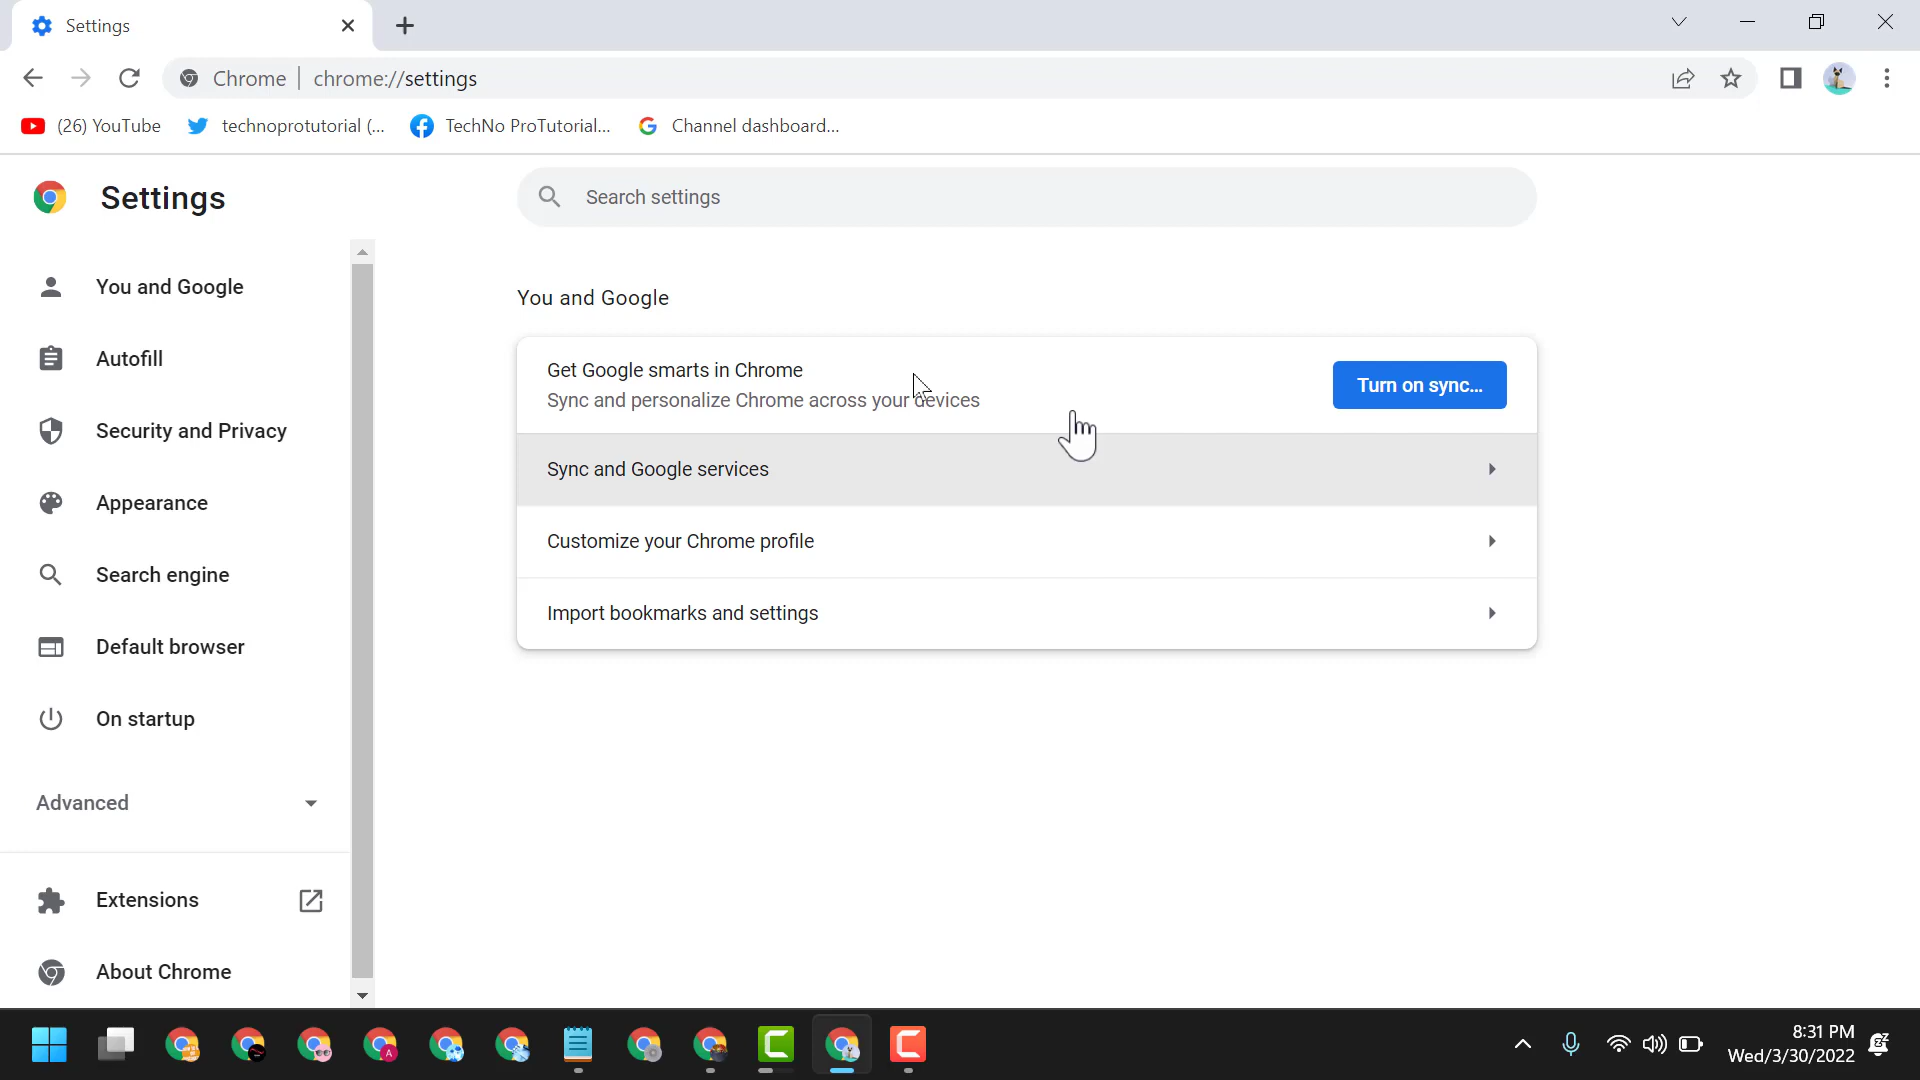 Settings
Chrome
chrome://settings
(26) YouTube
technoprotutorial (...
TechNo ProTutorial...
Channel dashboard...
Settings
Search settings
You and Google
Autofill
Security and Privacy
Appearance
Search engine
Default browser
On startup
Advanced
Extensions
About Chrome
You and Google
Get Google smarts in Chrome
Sync and personalize Chrome across your devices
Turn on sync...
Sync and Google services
Customize your Chrome profile
Import bookmarks and settings
A
8:31 PM
Wed/3/30/2022